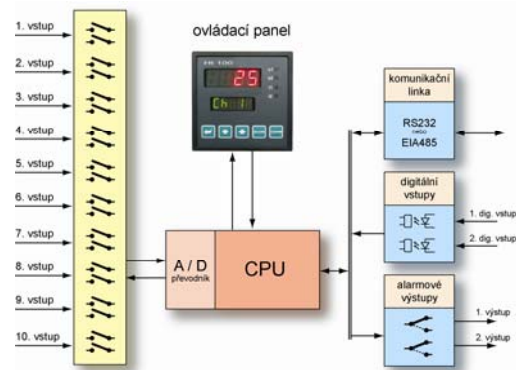 1. vstup
2. vstup
3. vstup
4. vstup
5. vstup
6. vstup
7. vstup
8. vstup
9. vstup
10. vstup
ovládací panel
25
Ch 1
A / D
převodník
CPU
komunikační
linka
RS232
nebo
EIA485
digitální
vstupy
1. dig. vstup
2. dig. vstup
alarmové
výstupy
1. výstup
2. výstup